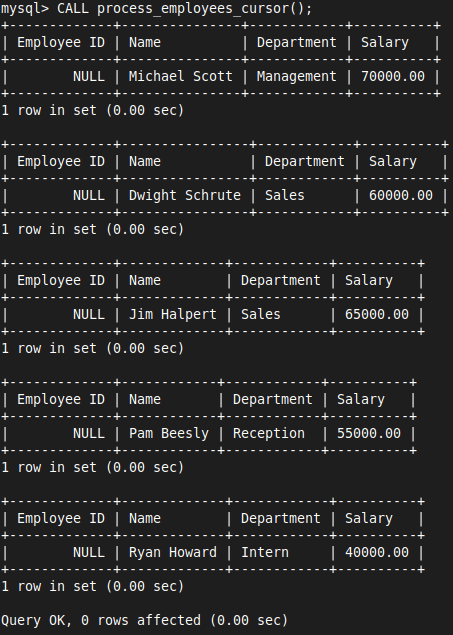 mysql> CALL process_employees_cursor();
+-------------+---------------+------------+----------+
| Employee ID | Name          | Department | Salary   |
+-------------+---------------+------------+----------+
|        NULL | Michael Scott | Management | 70000.00 |
+-------------+---------------+------------+----------+
1 row in set (0.00 sec)

+-------------+----------------+------------+----------+
| Employee ID | Name           | Department | Salary   |
+-------------+----------------+------------+----------+
|        NULL | Dwight Schrute | Sales      | 60000.00 |
+-------------+----------------+------------+----------+
1 row in set (0.00 sec)

+-------------+-------------+------------+----------+
| Employee ID | Name        | Department | Salary   |
+-------------+-------------+------------+----------+
|        NULL | Jim Halpert | Sales      | 65000.00 |
+-------------+-------------+------------+----------+
1 row in set (0.00 sec)

+-------------+------------+------------+----------+
| Employee ID | Name       | Department | Salary   |
+-------------+------------+------------+----------+
|        NULL | Pam Beesly | Reception  | 55000.00 |
+-------------+------------+------------+----------+
1 row in set (0.00 sec)

+-------------+-------------+------------+----------+
| Employee ID | Name        | Department | Salary   |
+-------------+-------------+------------+----------+
|        NULL | Ryan Howard | Intern     | 40000.00 |
+-------------+-------------+------------+----------+
1 row in set (0.00 sec)

Query OK, 0 rows affected (0.00 sec)